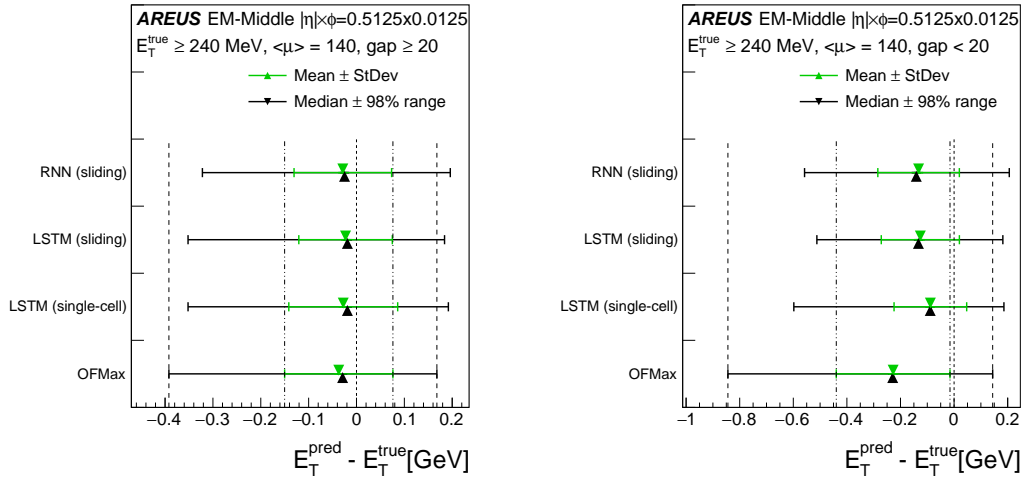 AREUS EM-Middle |η|×ϕ=0.5125x0.0125
E_T^true ≥ 240 MeV, <μ> = 140, gap ≥ 20
Mean ± StDev
Median ± 98% range
RNN (sliding)
LSTM (sliding)
LSTM (single-cell)
OFMax
−0.4 −0.3 −0.2 −0.1 0 0.1 0.2
E_T^pred - E_T^true[GeV]
AREUS EM-Middle |η|×ϕ=0.5125x0.0125
E_T^true ≥ 240 MeV, <μ> = 140, gap < 20
Mean ± StDev
Median ± 98% range
RNN (sliding)
LSTM (sliding)
LSTM (single-cell)
OFMax
−1 −0.8 −0.6 −0.4 −0.2 0 0.2
E_T^pred - E_T^true[GeV]